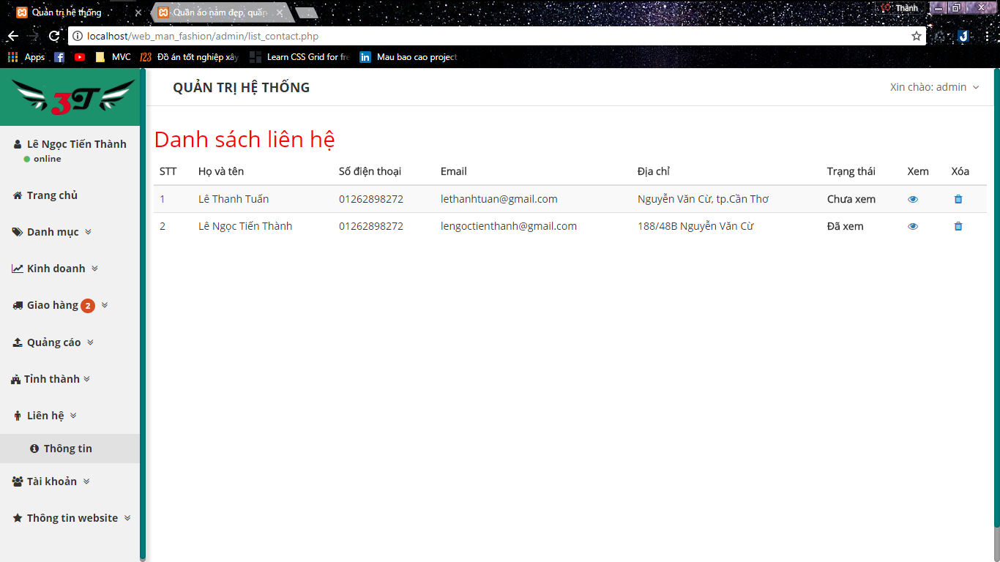 Quản trị hệ thống
Quần áo nam đẹp, quần
Thành
localhost/web_man_fashion/admin/list_contact.php
Apps
MVC
123 Đồ án tốt nghiệp xây
Learn CSS Grid for fre
in Mau bao cao project
3T
QUẢN TRỊ HỆ THỐNG
Xin chào: admin
Lê Ngọc Tiến Thành
online
Trang chủ
Danh mục
Kinh doanh
Giao hàng 2
Quảng cáo
Tỉnh thành
Liên hệ
Thông tin
Tài khoản
Thông tin website
Danh sách liên hệ
STT Họ và tên Số điện thoại Email Địa chỉ Trạng thái Xem Xóa
1 Lê Thanh Tuấn 01262898272 lethanhtuan@gmail.com Nguyễn Văn Cừ, tp.Cần Thơ Chưa xem
2 Lê Ngọc Tiến Thành 01262898272 lengoctienthanh@gmail.com 188/48B Nguyễn Văn Cừ Đã xem